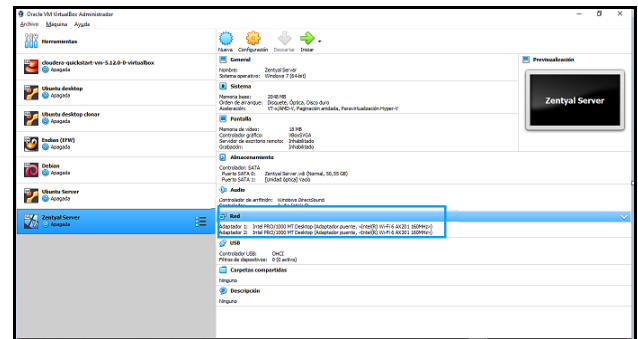 Oracle VM VirtualBox Administrador
Archivo Máquina Ayuda
Herramientas
Nueva Configuración Descartar Iniciar
cloudera-quickstart-vm-5.12.0-0-virtualbox
Apagada
Ubuntu desktop
Apagada
Ubuntu desktop clonar
Apagada
Endian (EFW)
Apagada
Debian
Apagada
Ubuntu Server
Apagada
Zentyal Server
Apagada
General
Nombre: Zentyal Server
Sistema operativo: Windows 7 (64-bit)
Sistema
Memoria base: 2048 MB
Orden de arranque: Disquete, Óptica, Disco duro
Aceleración: VT-x/AMD-V, Paginación anidada, Paravirtualización Hyper-V
Pantalla
Memoria de vídeo: 18 MB
Controlador gráfico: VBoxSVGA
Servidor de escritorio remoto: Inhabilitado
Grabación: Inhabilitado
Almacenamiento
Controlador: SATA
Puerto SATA 0: Zentyal Server.vdi (Normal, 50,00 GB)
Puerto SATA 1: [Unidad óptica] Vacío
Audio
Controlador de anfitrión: Windows DirectSound
Red
Adaptador 1: Intel PRO/1000 MT Desktop (Adaptador puente, «Intel(R) Wi-Fi 6 AX201 160MHz»)
Adaptador 2: Intel PRO/1000 MT Desktop (Adaptador puente, «Intel(R) Wi-Fi 6 AX201 160MHz»)
USB
Controlador USB: OHCI
Filtros de dispositivos: 0 (0 activo)
Carpetas compartidas
Ninguno
Descripción
Ninguno
Previsualización
Zentyal Server